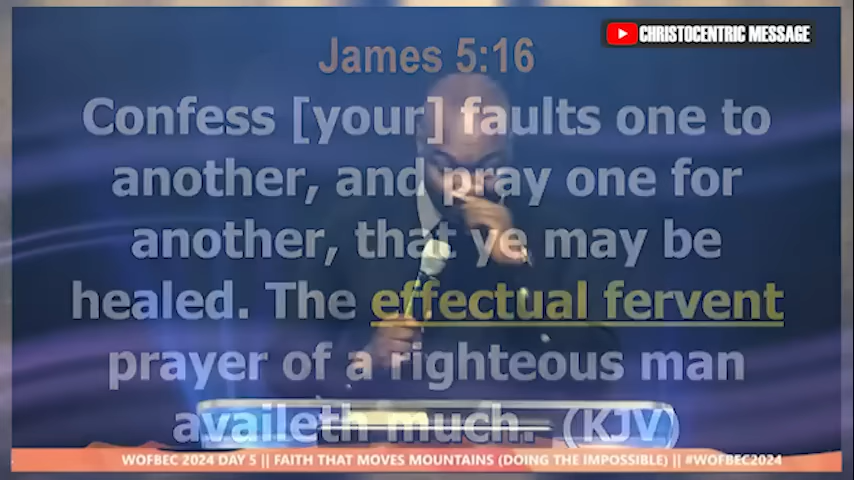 CHRISTOCENTRIC MESSAGE
James 5:16
Confess [your] faults one to
another, and pray one for
another, that ye may be
healed. The effectual fervent
prayer of a righteous man
availeth much. (KJV)
WOFBEC 2024 DAY 5 || FAITH THAT MOVES MOUNTAINS (DOING THE IMPOSSIBLE) || #WOFBEC2024